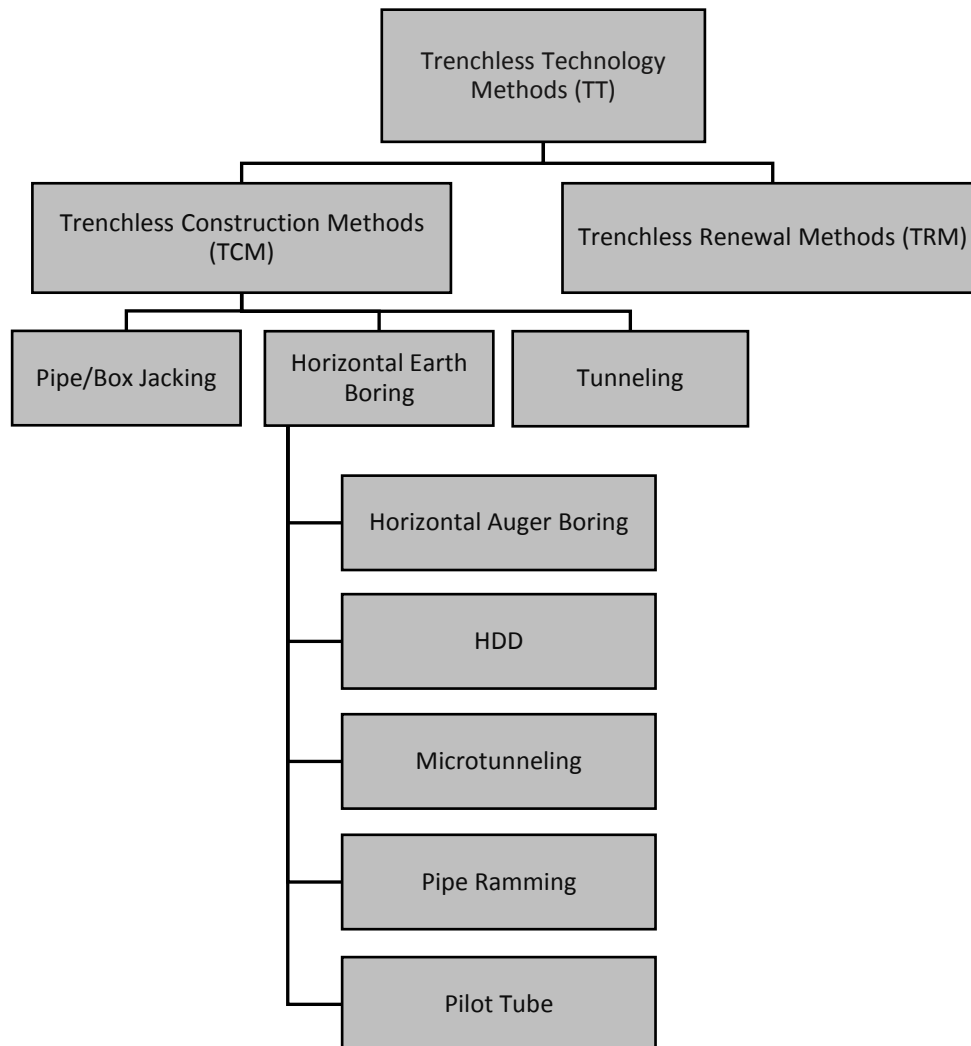 Trenchless Technology
Methods (TT)
Trenchless Construction Methods
(TCM)
Trenchless Renewal Methods (TRM)
Pipe/Box Jacking
Horizontal Earth
Boring
Tunneling
Horizontal Auger Boring
HDD
Microtunneling
Pipe Ramming
Pilot Tube